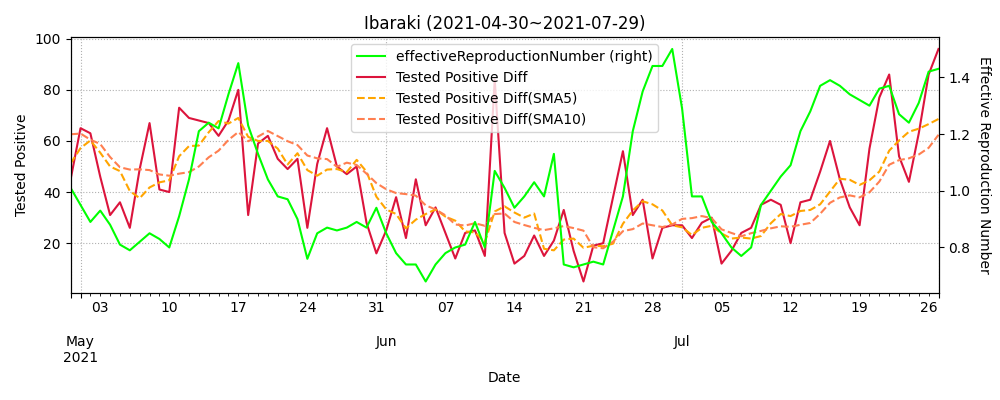 Ibaraki (2021-04-30~2021-07-29)
effectiveReproductionNumber (right)
Tested Positive Diff
Tested Positive Diff(SMA5)
Tested Positive Diff(SMA10)
Tested Positive
100
80
60
40
20
1.4
1.2
1.0
0.8
Effective Reproduction Number
03 10 17 24 31 07 14 21 28 05 12 19 26
May Jun Jul
2021
Date